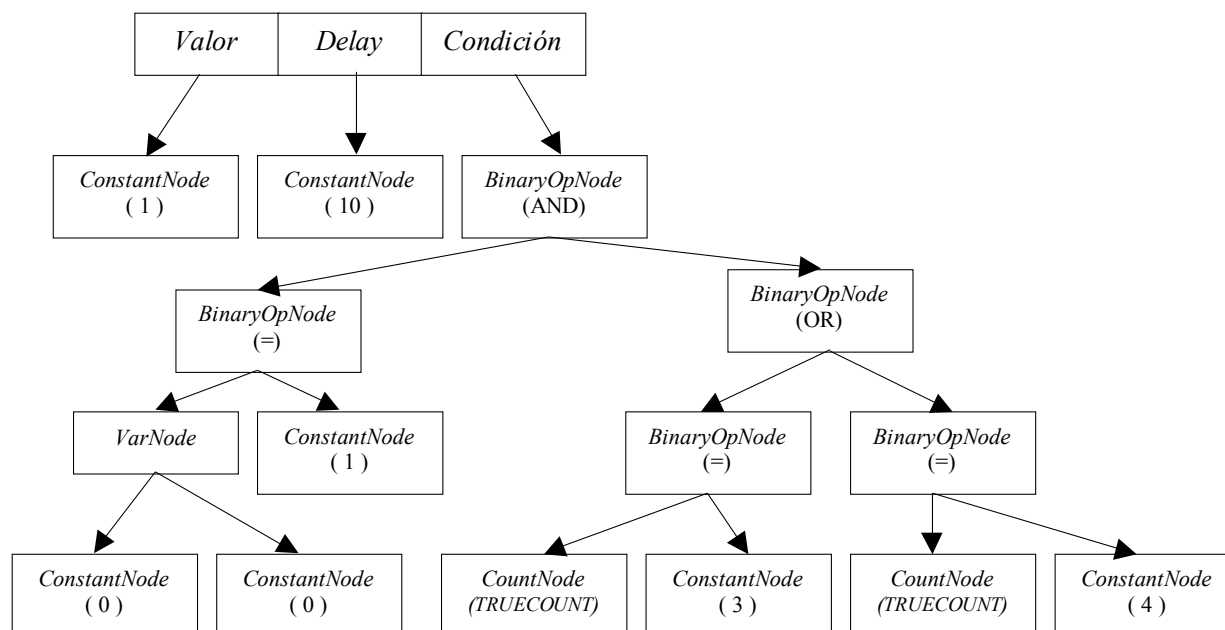 Valor Delay Condición
ConstantNode
( 1 )
ConstantNode
( 10 )
BinaryOpNode
(AND)
BinaryOpNode
(=)
BinaryOpNode
(OR)
VarNode
ConstantNode
( 1 )
BinaryOpNode
(=)
BinaryOpNode
(=)
ConstantNode
( 0 )
ConstantNode
( 0 )
CountNode
(TRUECOUNT)
ConstantNode
( 3 )
CountNode
(TRUECOUNT)
ConstantNode
( 4 )